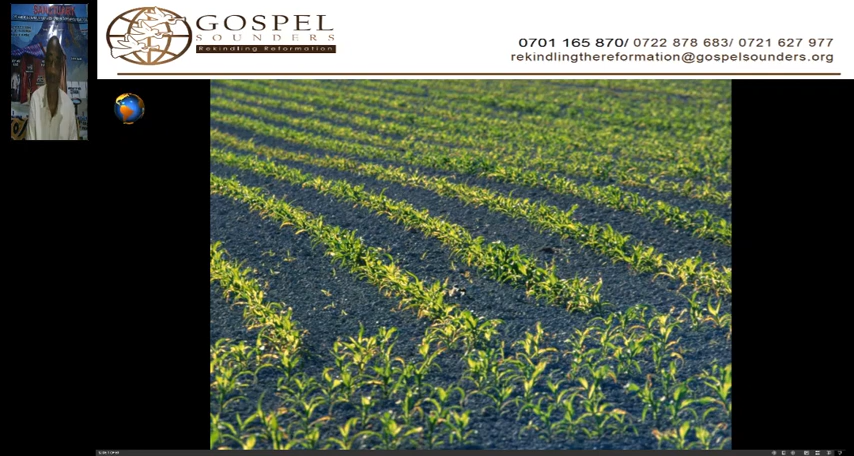 GOSPEL
SOUNDERS
Rekindling Reformation
0701 165 870/ 0722 878 683/ 0721 627 977
rekindlingthereformation@gospelsounders.org